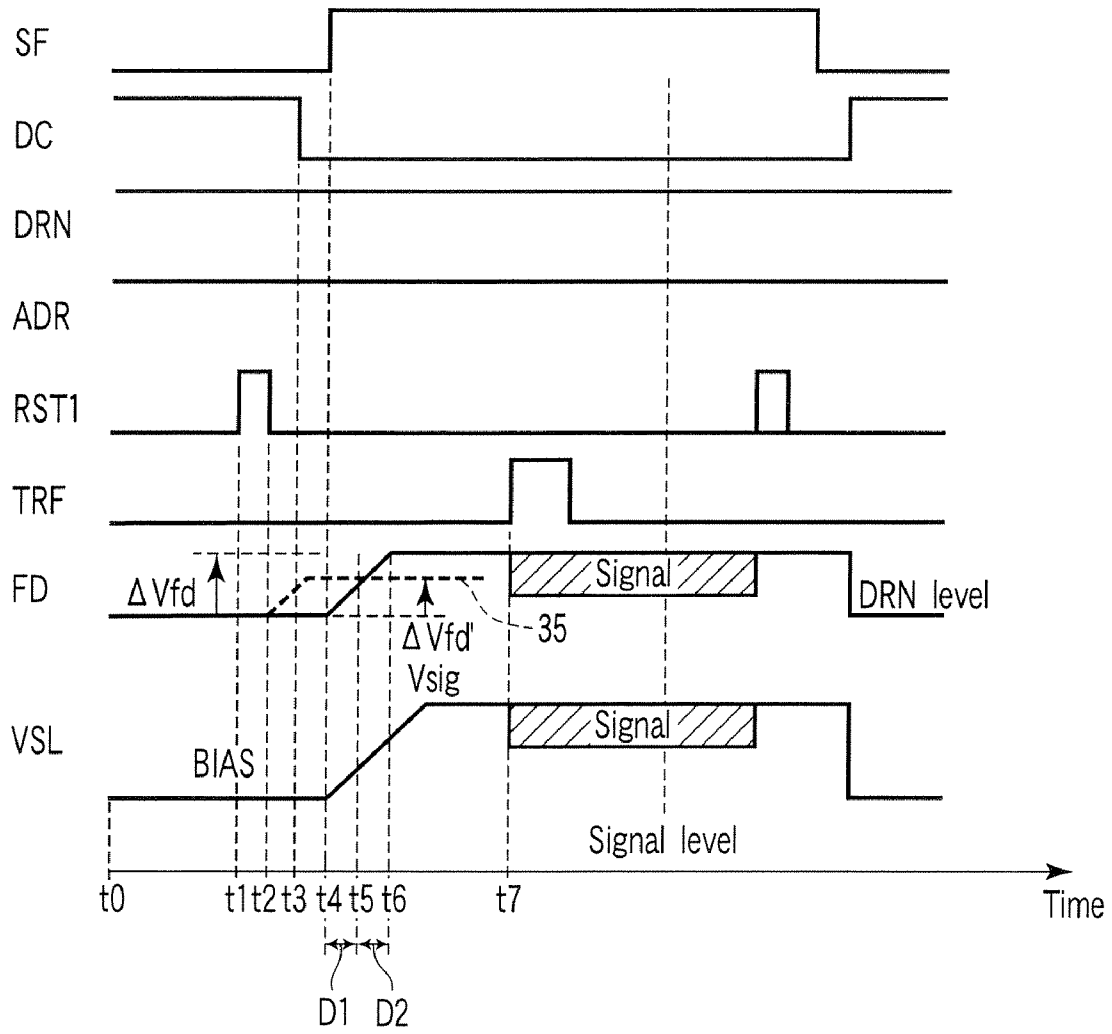 SF
DC
DRN
ADR
RST1
TRF
FD
ΔVfd
Signal
DRN level
ΔVfd'
35
Vsig
VSL
BIAS
Signal
Signal level
t0 t1 t2 t3 t4 t5 t6 t7
Time
D1 D2